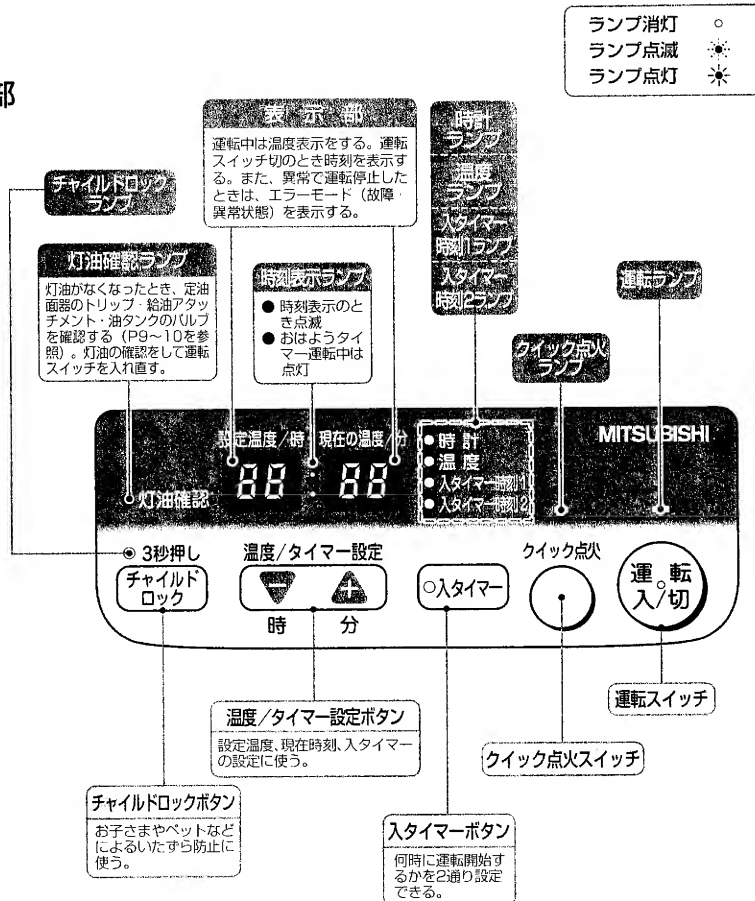 ランプ消灯 ○
ランプ点滅
ランプ点灯
部
表示部
運転中は温度表示をする。運転
スイッチ切のとき時刻を表示す
る。また、異常で運転停止した
ときは、エラーモード（故障・
異常状態）を表示する。
時計
ランプ
温度
ランプ
入タイマー
時刻1ランプ
入タイマー
時刻2ランプ
チャイルドロック
ランプ
灯油確認ランプ
灯油がなくなったとき、定油
面器のトリップ・給油アタッ
チメント・油タンクのバルブ
を確認する（P9～10を参
照）。灯油の確認をして運転
スイッチを入れ直す。
時刻表示ランプ
● 時刻表示のと
き点滅
● おはようタイ
マー運転中は
点灯
運転ランプ
クイック点火
ランプ
設定温度/時 現在の温度/分
88:88
灯油確認
●時計
●温度
●入タイマー時刻1
●入タイマー時刻2
MITSUBISHI
3秒押し
チャイルド
ロック
温度/タイマー設定
時 分
○入タイマー
クイック点火
運転
入/切
運転スイッチ
温度/タイマー設定ボタン
設定温度、現在時刻、入タイマー
の設定に使う。
クイック点火スイッチ
チャイルドロックボタン
お子さまやペットなど
によるいたずら防止に
使う。
入タイマーボタン
何時に運転開始す
るかを2通り設定
できる。